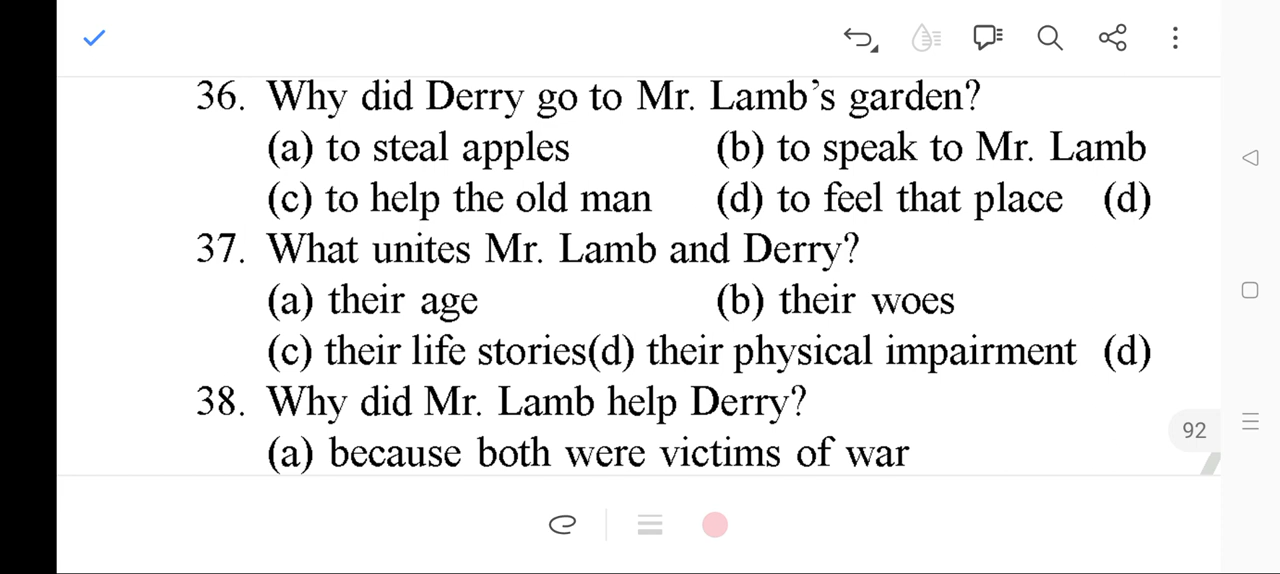 36. Why did Derry go to Mr. Lamb's garden?
(a) to steal apples (b) to speak to Mr. Lamb
(c) to help the old man (d) to feel that place (d)
37. What unites Mr. Lamb and Derry?
(a) their age (b) their woes
(c) their life stories(d) their physical impairment (d)
38. Why did Mr. Lamb help Derry?
(a) because both were victims of war
92